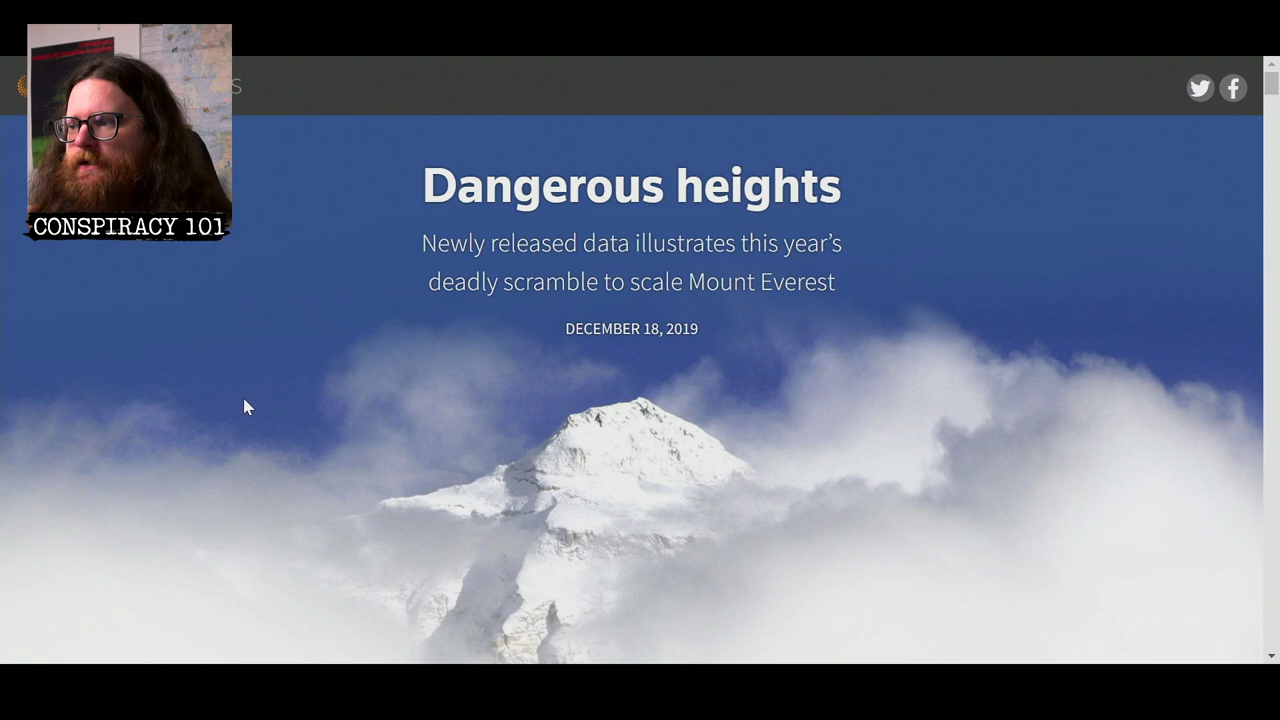 CONSPIRACY 101
Dangerous heights
Newly released data illustrates this year's
deadly scramble to scale Mount Everest
DECEMBER 18, 2019